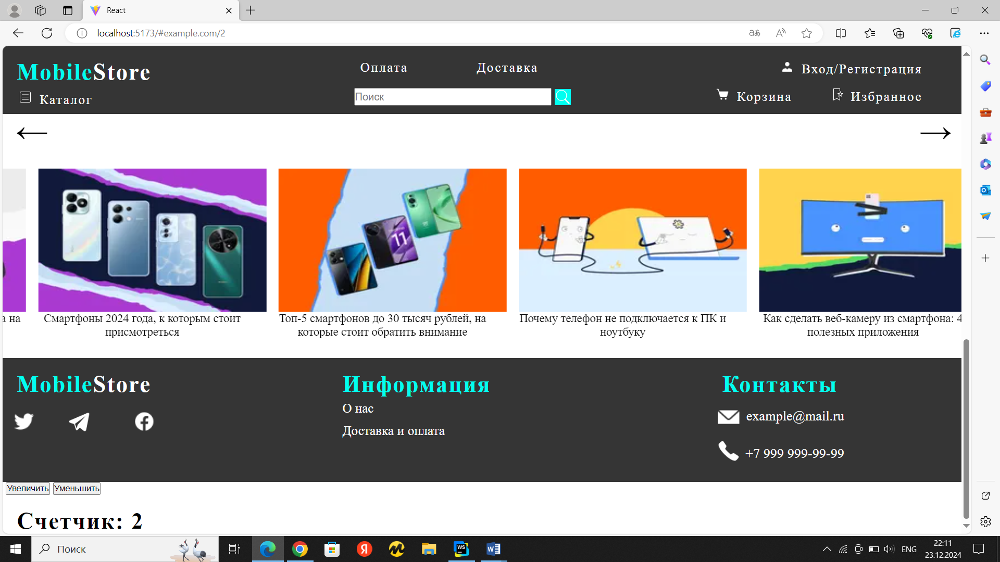 React
localhost:5173/#example.com/2
MobileStore
Оплата
Доставка
Вход/Регистрация
Каталог
Поиск
Корзина
Избранное
11
а на
Смартфоны 2024 года, к которым стоит
присмотреться
Топ-5 смартфонов до 30 тысяч рублей, на
которые стоит обратить внимание
Почему телефон не подключается к ПК и
ноутбуку
Как сделать веб-камеру из смартфона: 4
полезных приложения
MobileStore
Информация
О нас
Доставка и оплата
Контакты
example@mail.ru
+7 999 999-99-99
Увеличить Уменьшить
Счетчик: 2
Поиск
ENG
22:11
23.12.2024